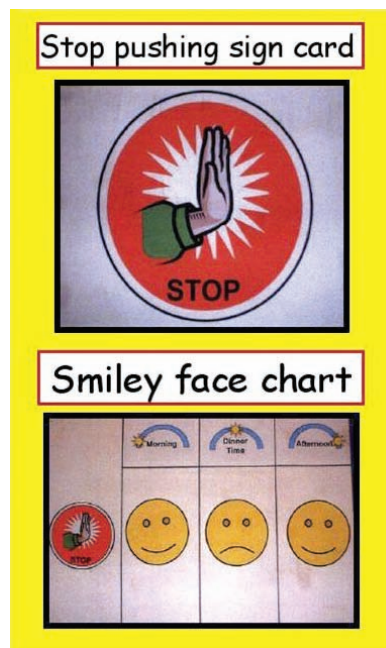 Stop pushing sign card
STOP
Smiley face chart
Morning
Dinner
Time
Afternoon
STOP